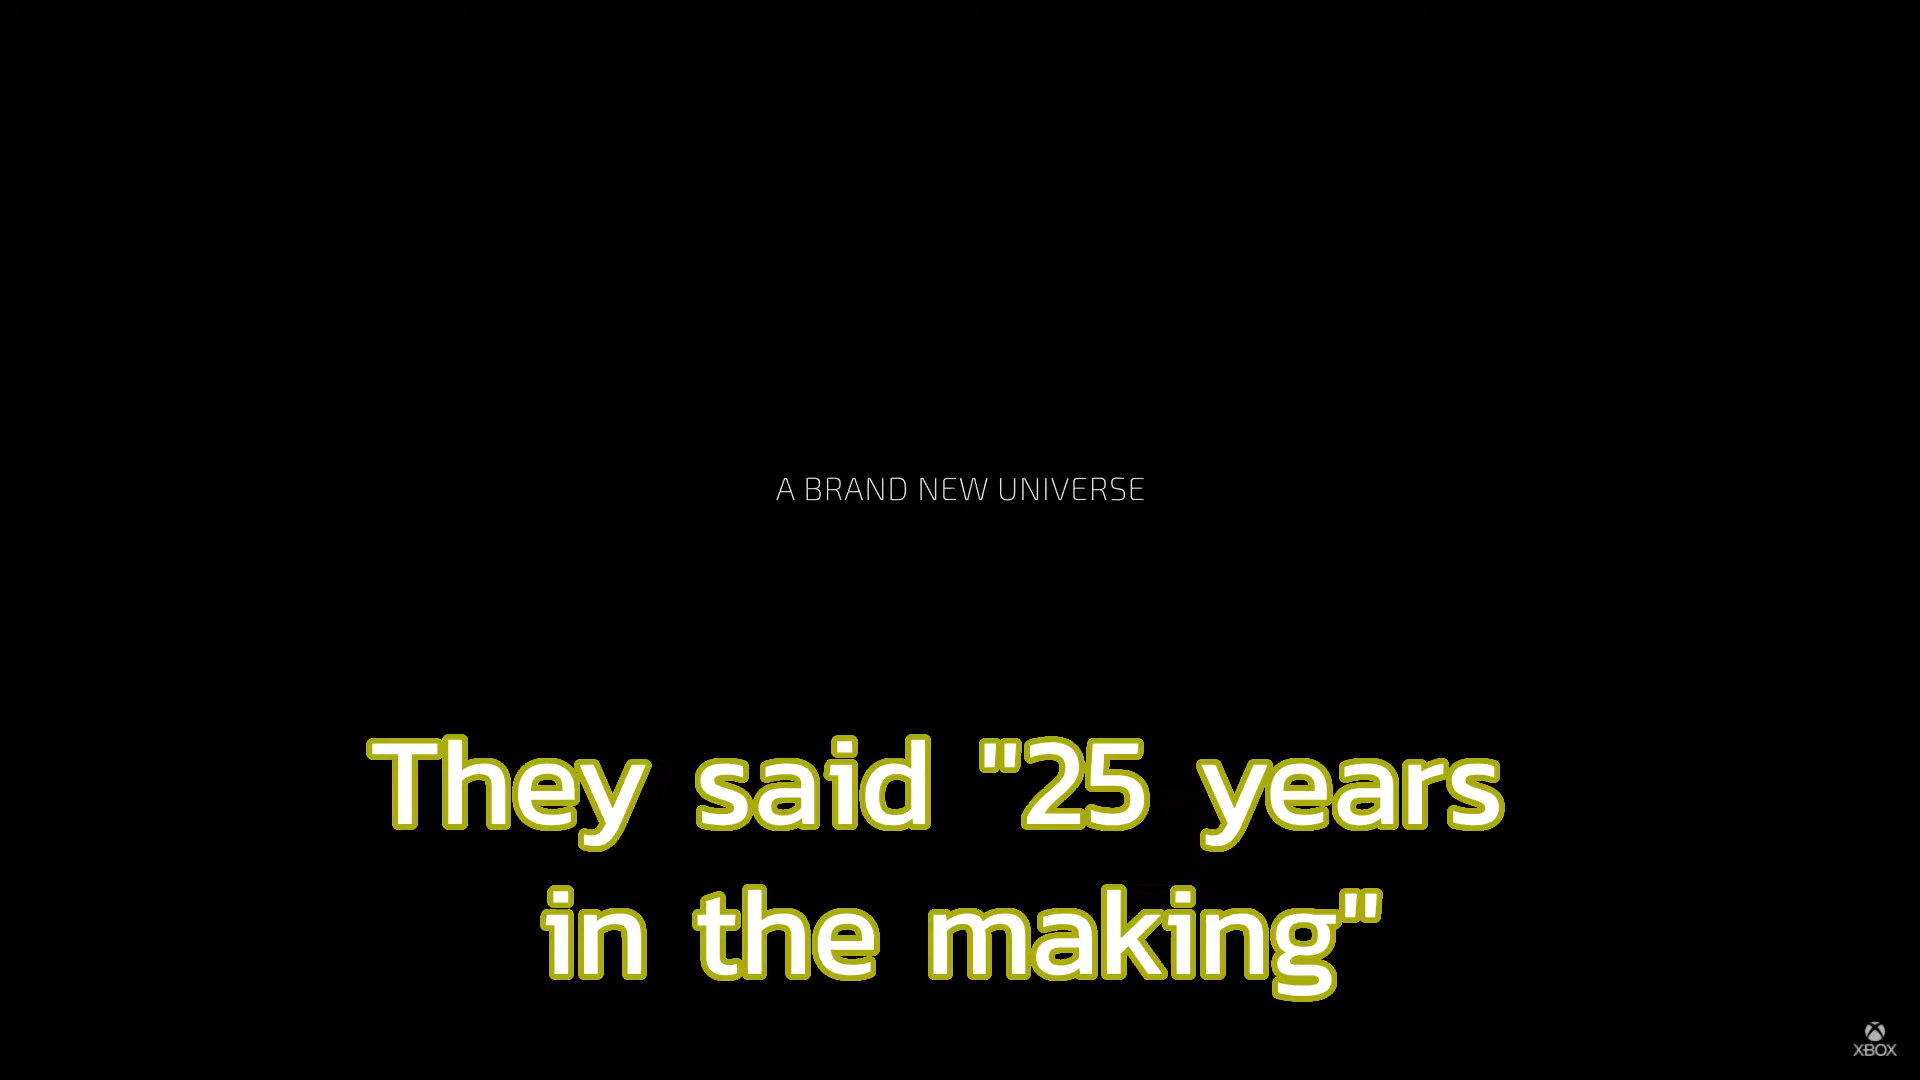 A BRAND NEW UNIVERSE
They said "25 years
in the making"
XBOX